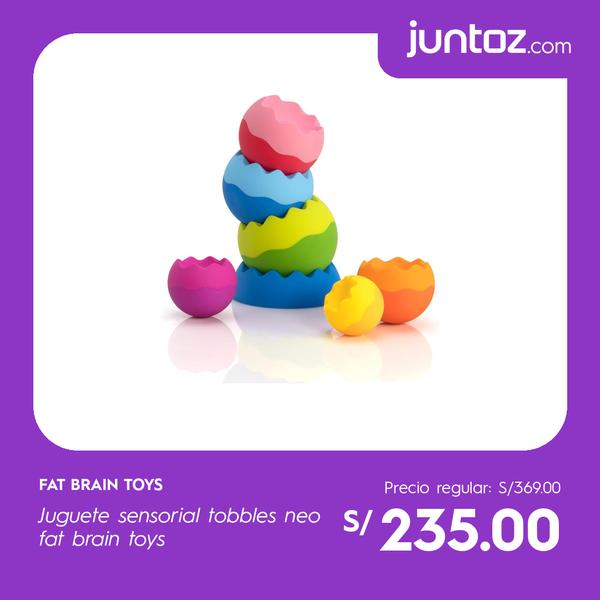 juntoz.com
FAT BRAIN TOYS
Juguete sensorial tobbles neo
fat brain toys
Precio regular: S/369.00
S/ 235.00